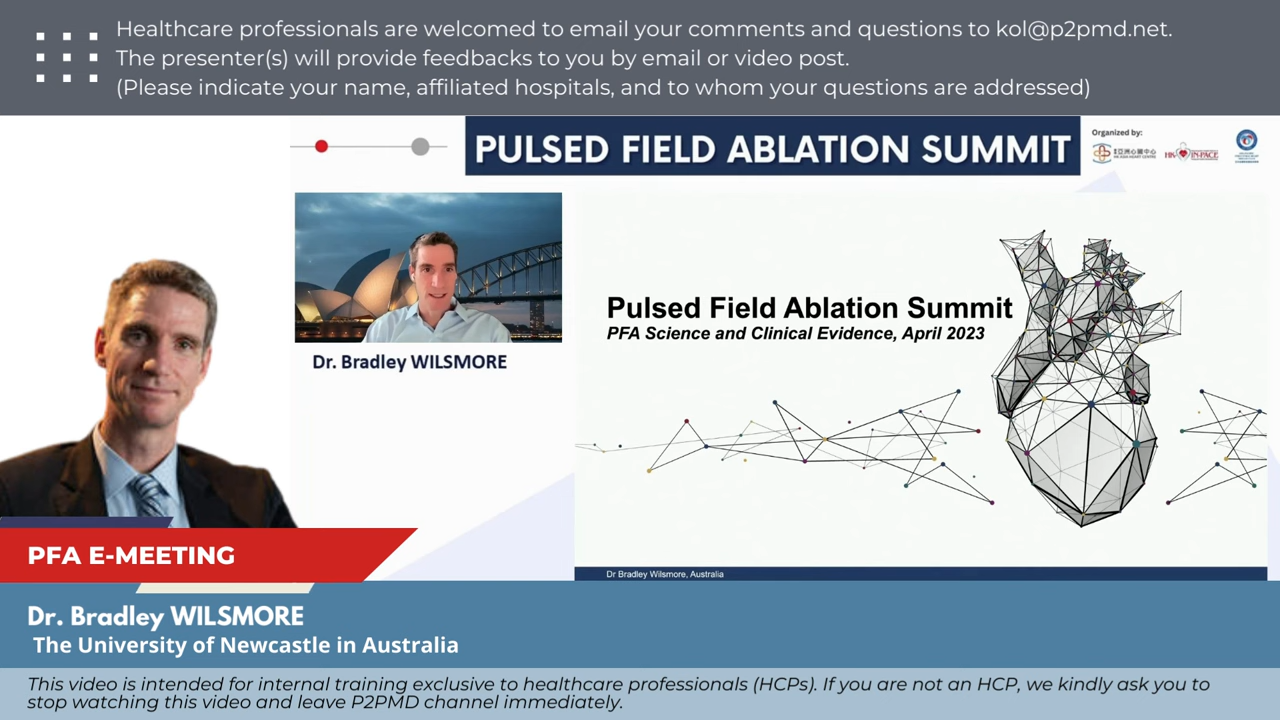 Healthcare professionals are welcomed to email your comments and questions to kol@p2pmd.net.
The presenter(s) will provide feedbacks to you by email or video post.
(Please indicate your name, affiliated hospitals, and to whom your questions are addressed)
PULSED FIELD ABLATION SUMMIT
Organized by:
IN-PACE
Dr. Bradley WILSMORE
Pulsed Field Ablation Summit
PFA Science and Clinical Evidence, April 2023
Dr Bradley Wilsmore, Australia
PFA E-MEETING
Dr. Bradley WILSMORE
The University of Newcastle in Australia
This video is intended for internal training exclusive to healthcare professionals (HCPs). If you are not an HCP, we kindly ask you to
stop watching this video and leave P2PMD channel immediately.